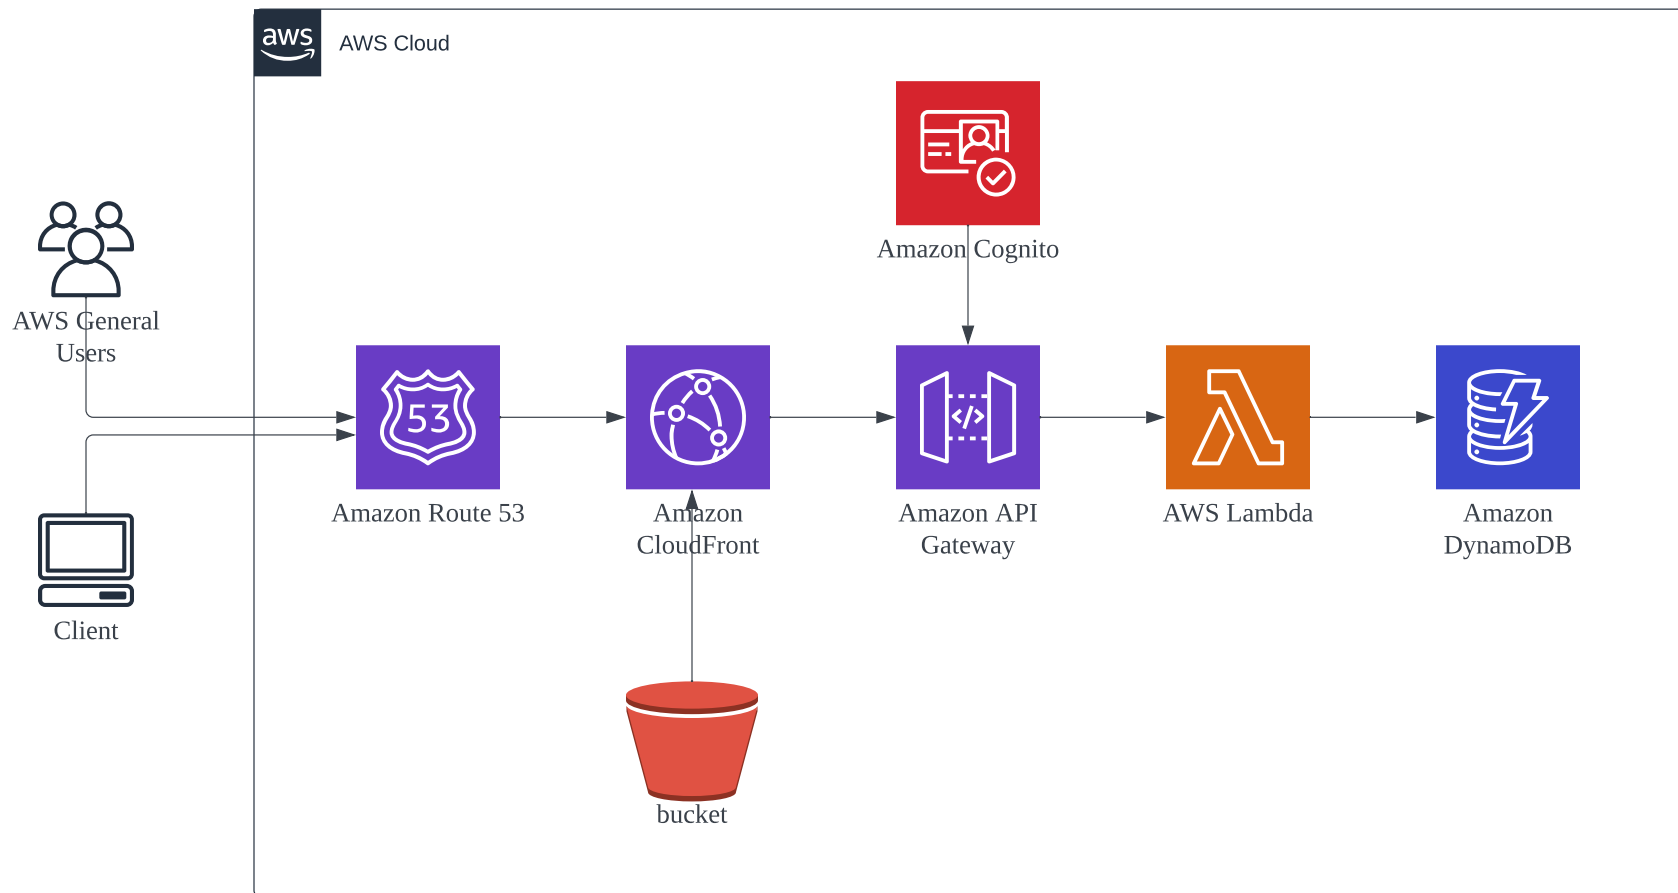 aws
AWS Cloud
Amazon Cognito
AWS General
Users
53
Amazon Route 53
Amazon
CloudFront
</>
Amazon API
Gateway
AWS Lambda
Amazon
DynamoDB
Client
bucket